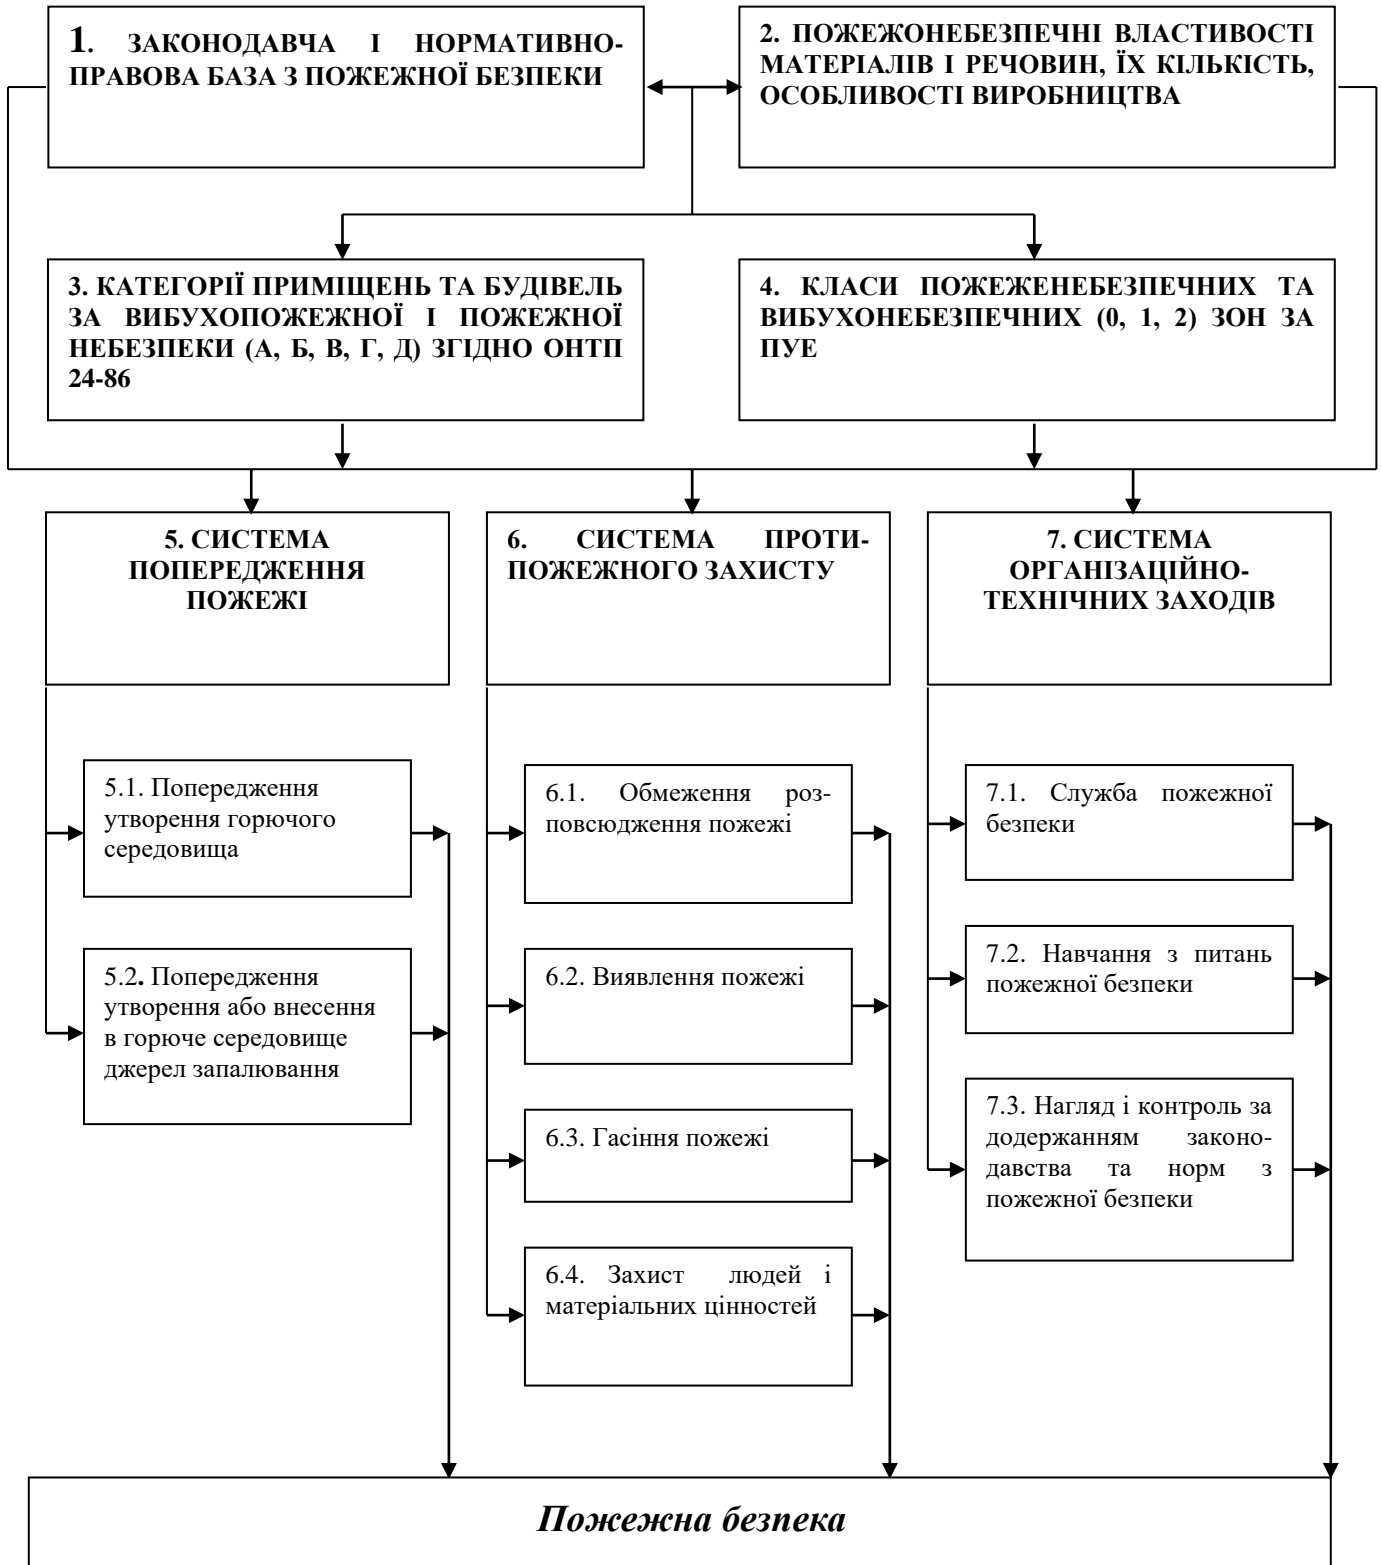 1. ЗАКОНОДАВЧА І НОРМАТИВНО-
ПРАВОВА БАЗА З ПОЖЕЖНОЇ БЕЗПЕКИ
2. ПОЖЕЖОНЕБЕЗПЕЧНІ ВЛАСТИВОСТІ
МАТЕРІАЛІВ І РЕЧОВИН, ЇХ КІЛЬКІСТЬ,
ОСОБЛИВОСТІ ВИРОБНИЦТВА
3. КАТЕГОРІЇ ПРИМІЩЕНЬ ТА БУДІВЕЛЬ
ЗА ВИБУХОПОЖЕЖНОЇ І ПОЖЕЖНОЇ
НЕБЕЗПЕКИ (А, Б, В, Г, Д) ЗГІДНО ОНТП
24-86
4. КЛАСИ ПОЖЕЖЕНЕБЕЗПЕЧНИХ ТА
ВИБУХОНЕБЕЗПЕЧНИХ (0, 1, 2) ЗОН ЗА
ПУЕ
5. СИСТЕМА
ПОПЕРЕДЖЕННЯ
ПОЖЕЖІ
6. СИСТЕМА ПРОТИ-
ПОЖЕЖНОГО ЗАХИСТУ
7. СИСТЕМА
ОРГАНІЗАЦІЙНО-
ТЕХНІЧНИХ ЗАХОДІВ
5.1. Попередження
утворення горючого
середовища
5.2. Попередження
утворення або внесення
в горюче середовище
джерел запалювання
6.1. Обмеження роз-
повсюдження пожежі
6.2. Виявлення пожежі
6.3. Гасіння пожежі
6.4. Захист людей і
матеріальних цінностей
7.1. Служба пожежної
безпеки
7.2. Навчання з питань
пожежної безпеки
7.3. Нагляд і контроль за
додержанням законо-
давства та норм з
пожежної безпеки
Пожежна безпека